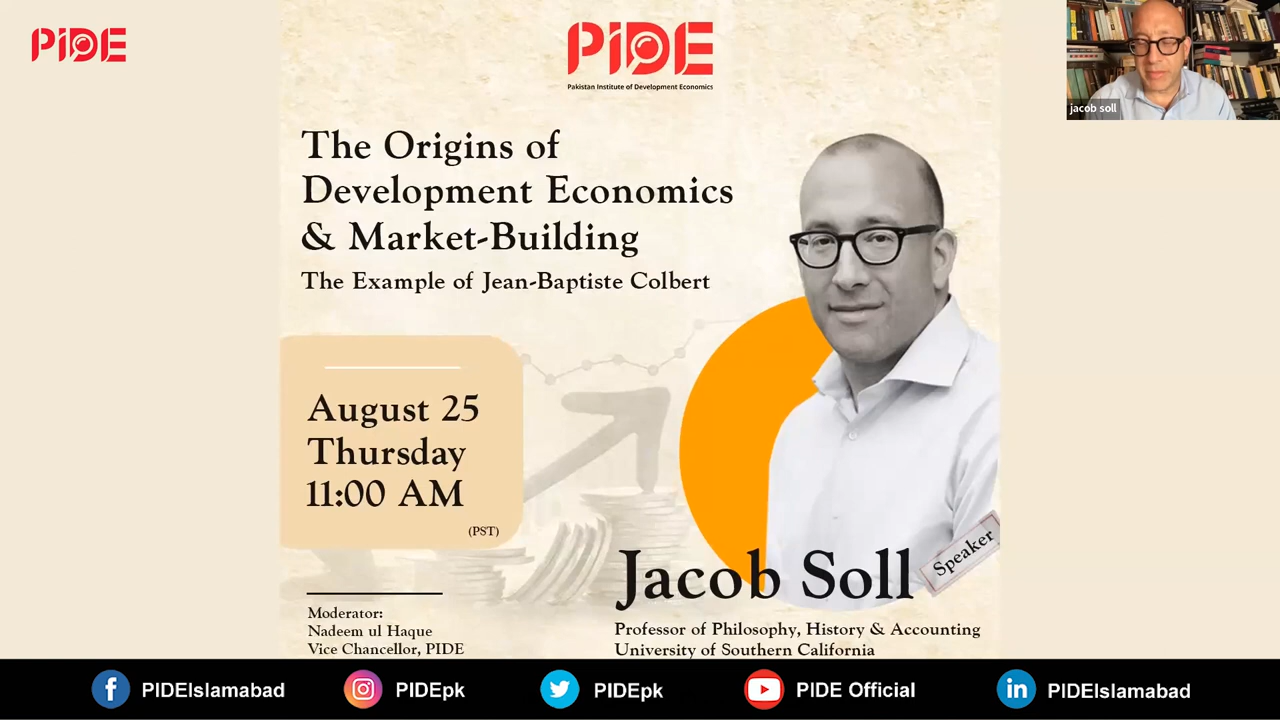 PIDE
PIDE
Pakistan Institute of Development Economics
jacob soll
The Origins of
Development Economics
& Market-Building
The Example of Jean-Baptiste Colbert
August 25
Thursday
11:00 AM
(PST)
Speaker
Jacob Soll
Professor of Philosophy, History & Accounting
University of Southern California
Moderator:
Nadeem ul Haque
Vice Chancellor, PIDE
PIDEIslamabad
PIDEpk
PIDEpk
PIDE Official
PIDEIslamabad